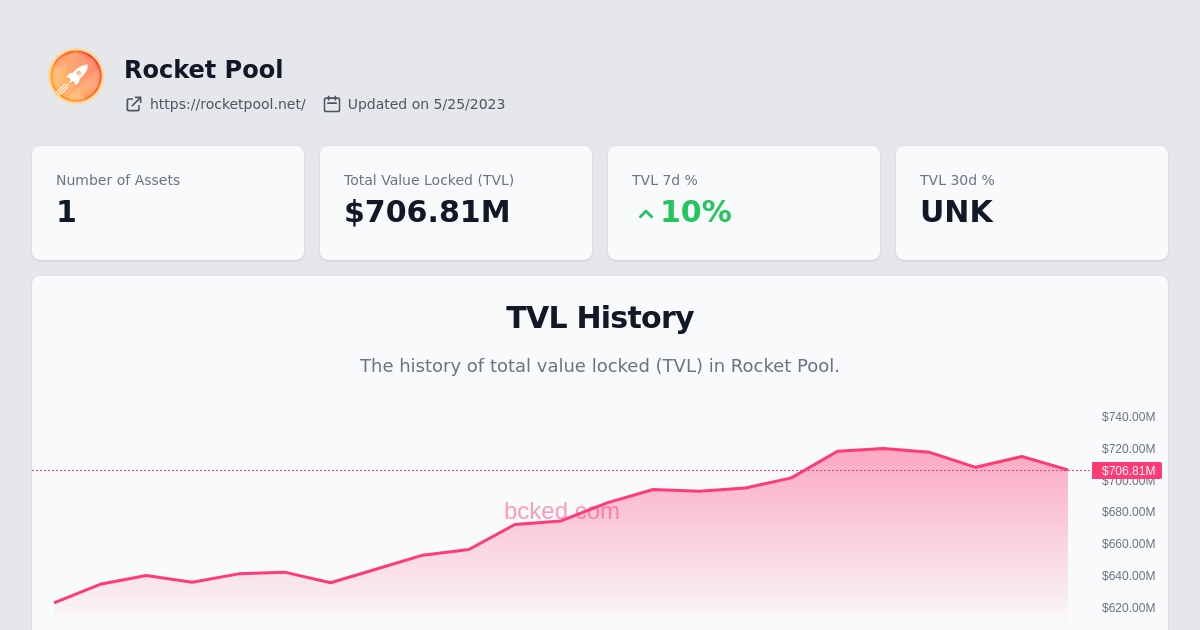 Rocket Pool
https://rocketpool.net/ Updated on 5/25/2023
Number of Assets
1
Total Value Locked (TVL)
$706.81M
TVL 7d %
10%
TVL 30d %
UNK
TVL History
The history of total value locked (TVL) in Rocket Pool.
$740.00M
$720.00M
$706.81M
$700.00M
bcked.com
$680.00M
$660.00M
$640.00M
$620.00M